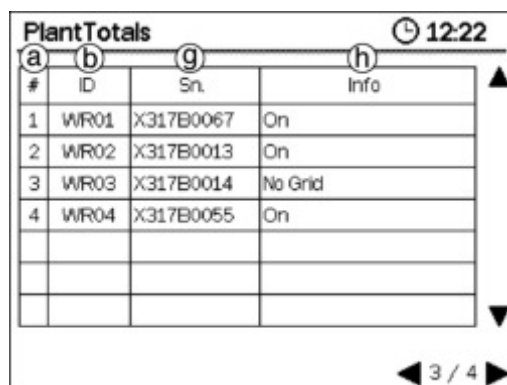 PlantTotals 12:22
a b g h
# ID Sn. Info
1 WR01 X317B0067 On
2 WR02 X317B0013 On
3 WR03 X317B0014 No Grid
4 WR04 X317B0055 On
3 / 4